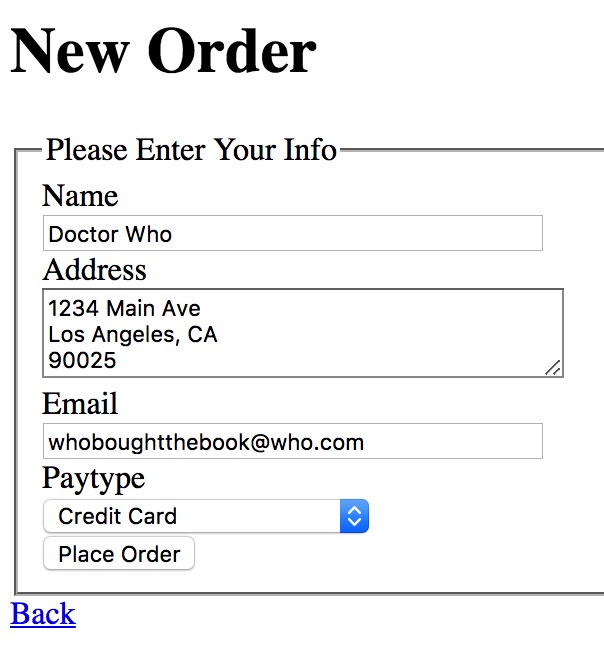 New Order
Please Enter Your Info
Name
Doctor Who
Address
1234 Main Ave
Los Angeles, CA
90025
Email
whoboughtthebook@who.com
Paytype
Credit Card
Place Order
Back